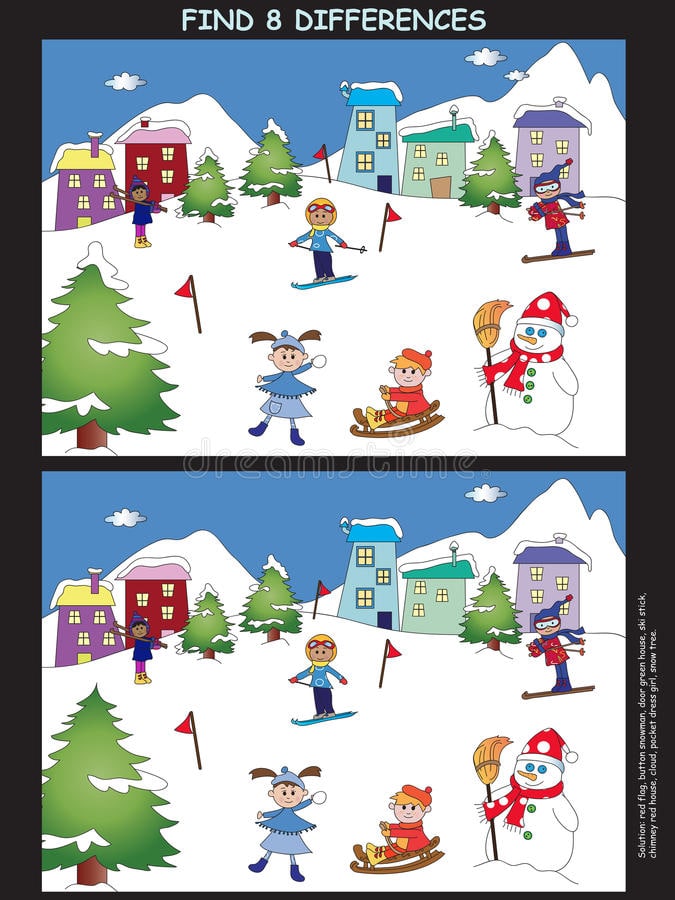 FIND 8 DIFFERENCES
dreamstime
Solution: red flag, button snowman, door green house, ski stick,
chimney red house, cloud, pocket dress girl, snow tree.